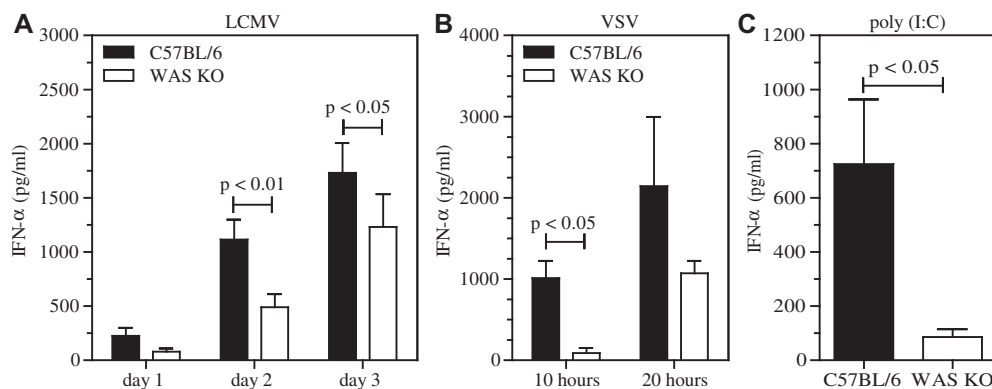 A
LCMV
IFN-α (pg/ml)
3000
2500
2000
1750
1000
500
0
C57BL/6
WAS KO
p < 0.01
p < 0.05
day 1
day 2
day 3
B
VSV
IFN-α (pg/ml)
4000
3000
2000
1000
0
C57BL/6
WAS KO
p < 0.05
10 hours
20 hours
C
poly (I:C)
IFN-α (pg/ml)
1200
1000
800
600
400
200
0
p < 0.05
C57BL/6
WAS KO